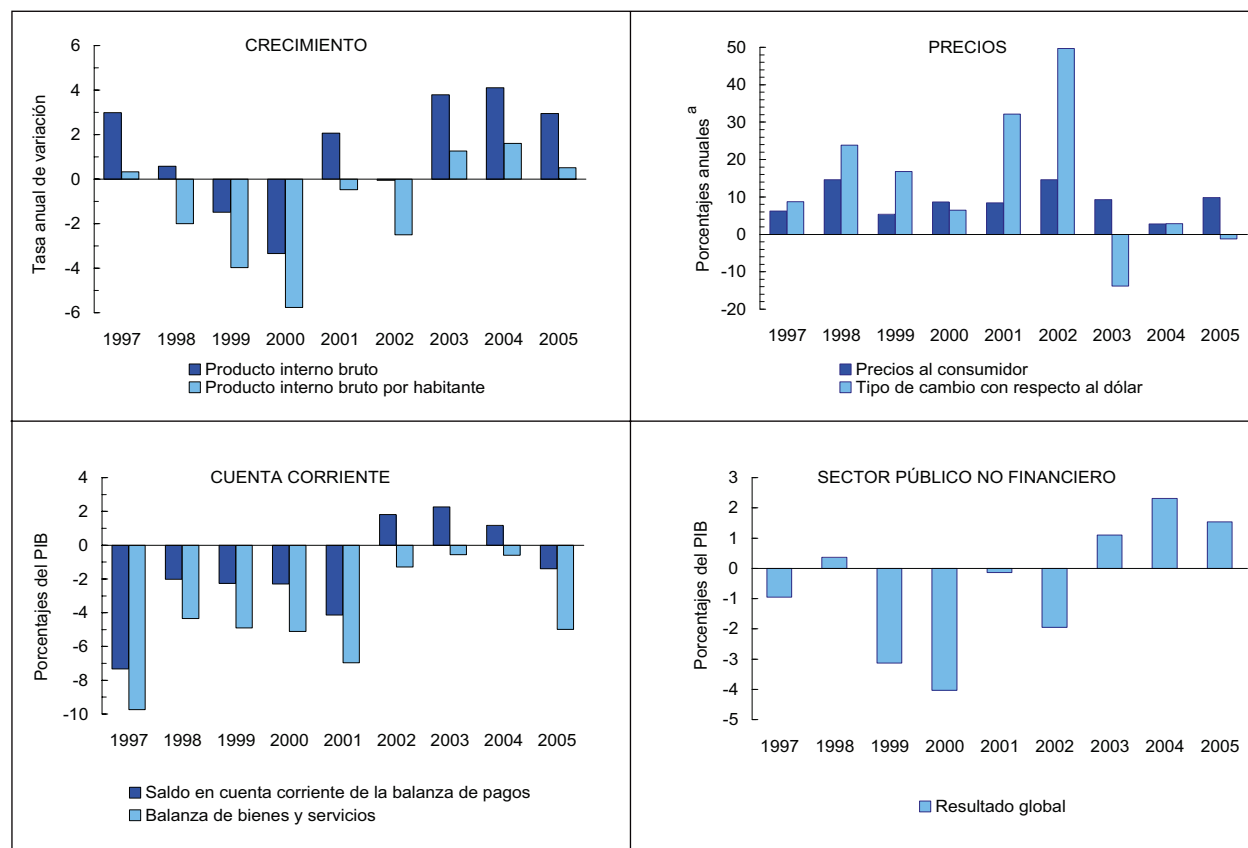 CRECIMIENTO
Tasa anual de variación
6
4
2
0
-2
-4
-6
1997 1998 1999 2000 2001 2002 2003 2004 2005
Producto interno bruto
Producto interno bruto por habitante
PRECIOS
Porcentajes anuales a
50
40
30
20
10
0
-10
-20
1997 1998 1999 2000 2001 2002 2003 2004 2005
Precios al consumidor
Tipo de cambio con respecto al dólar
CUENTA CORRIENTE
Porcentajes del PIB
4
2
0
-2
-4
-6
-8
-10
1997 1998 1999 2000 2001 2002 2003 2004 2005
Saldo en cuenta corriente de la balanza de pagos
Balanza de bienes y servicios
SECTOR PÚBLICO NO FINANCIERO
Porcentajes del PIB
3
2
1
0
-1
-2
-3
-4
-5
1997 1998 1999 2000 2001 2002 2003 2004 2005
Resultado global